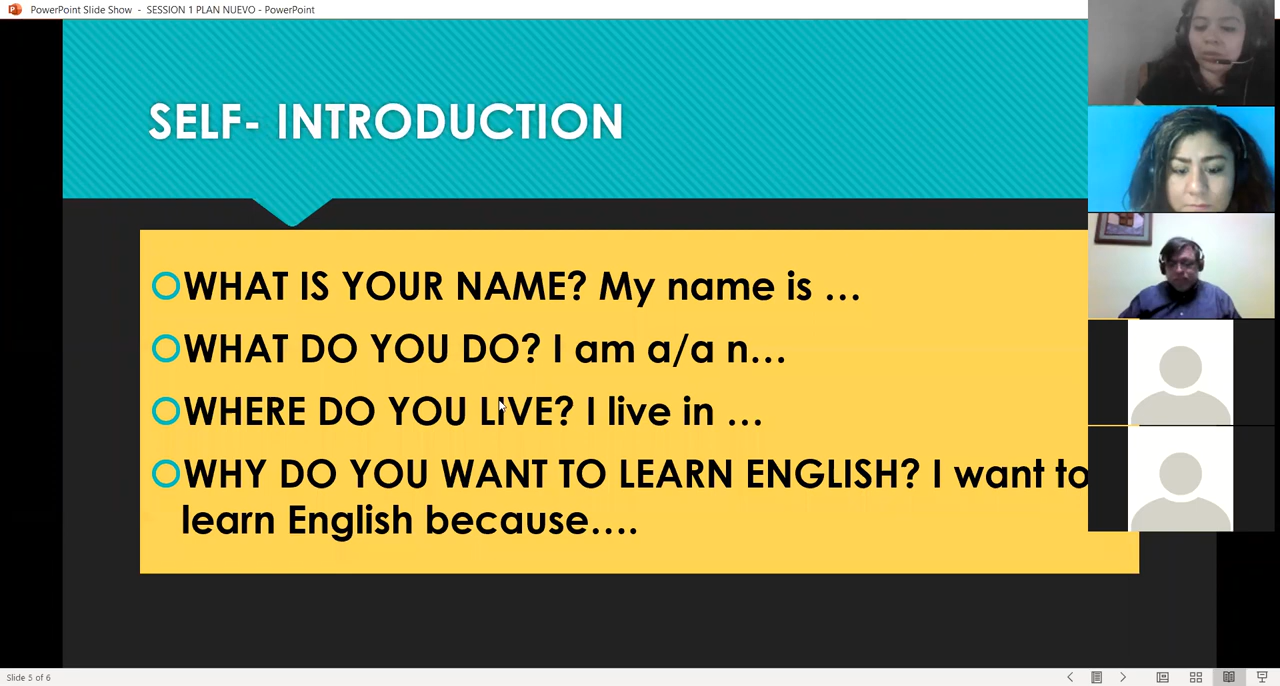 PowerPoint Slide Show - SESSION 1 PLAN NUEVO - PowerPoint
SELF- INTRODUCTION
WHAT IS YOUR NAME? My name is …
WHAT DO YOU DO? I am a/a n…
WHERE DO YOU LIVE? I live in …
WHY DO YOU WANT TO LEARN ENGLISH? I want to
learn English because….
Slide 5 of 6